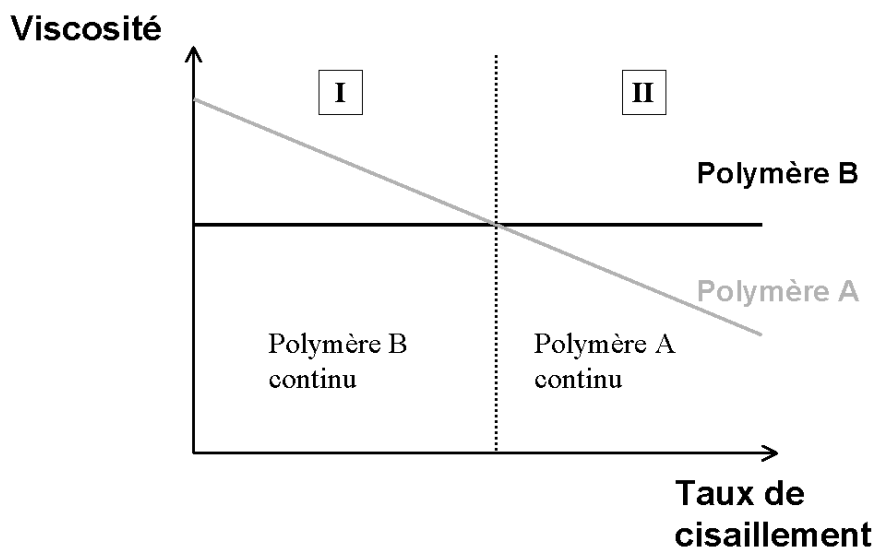 Viscosité
I
II
Polymère B
Polymère A
Polymère B
continu
Polymère A
continu
Taux de
cisaillement